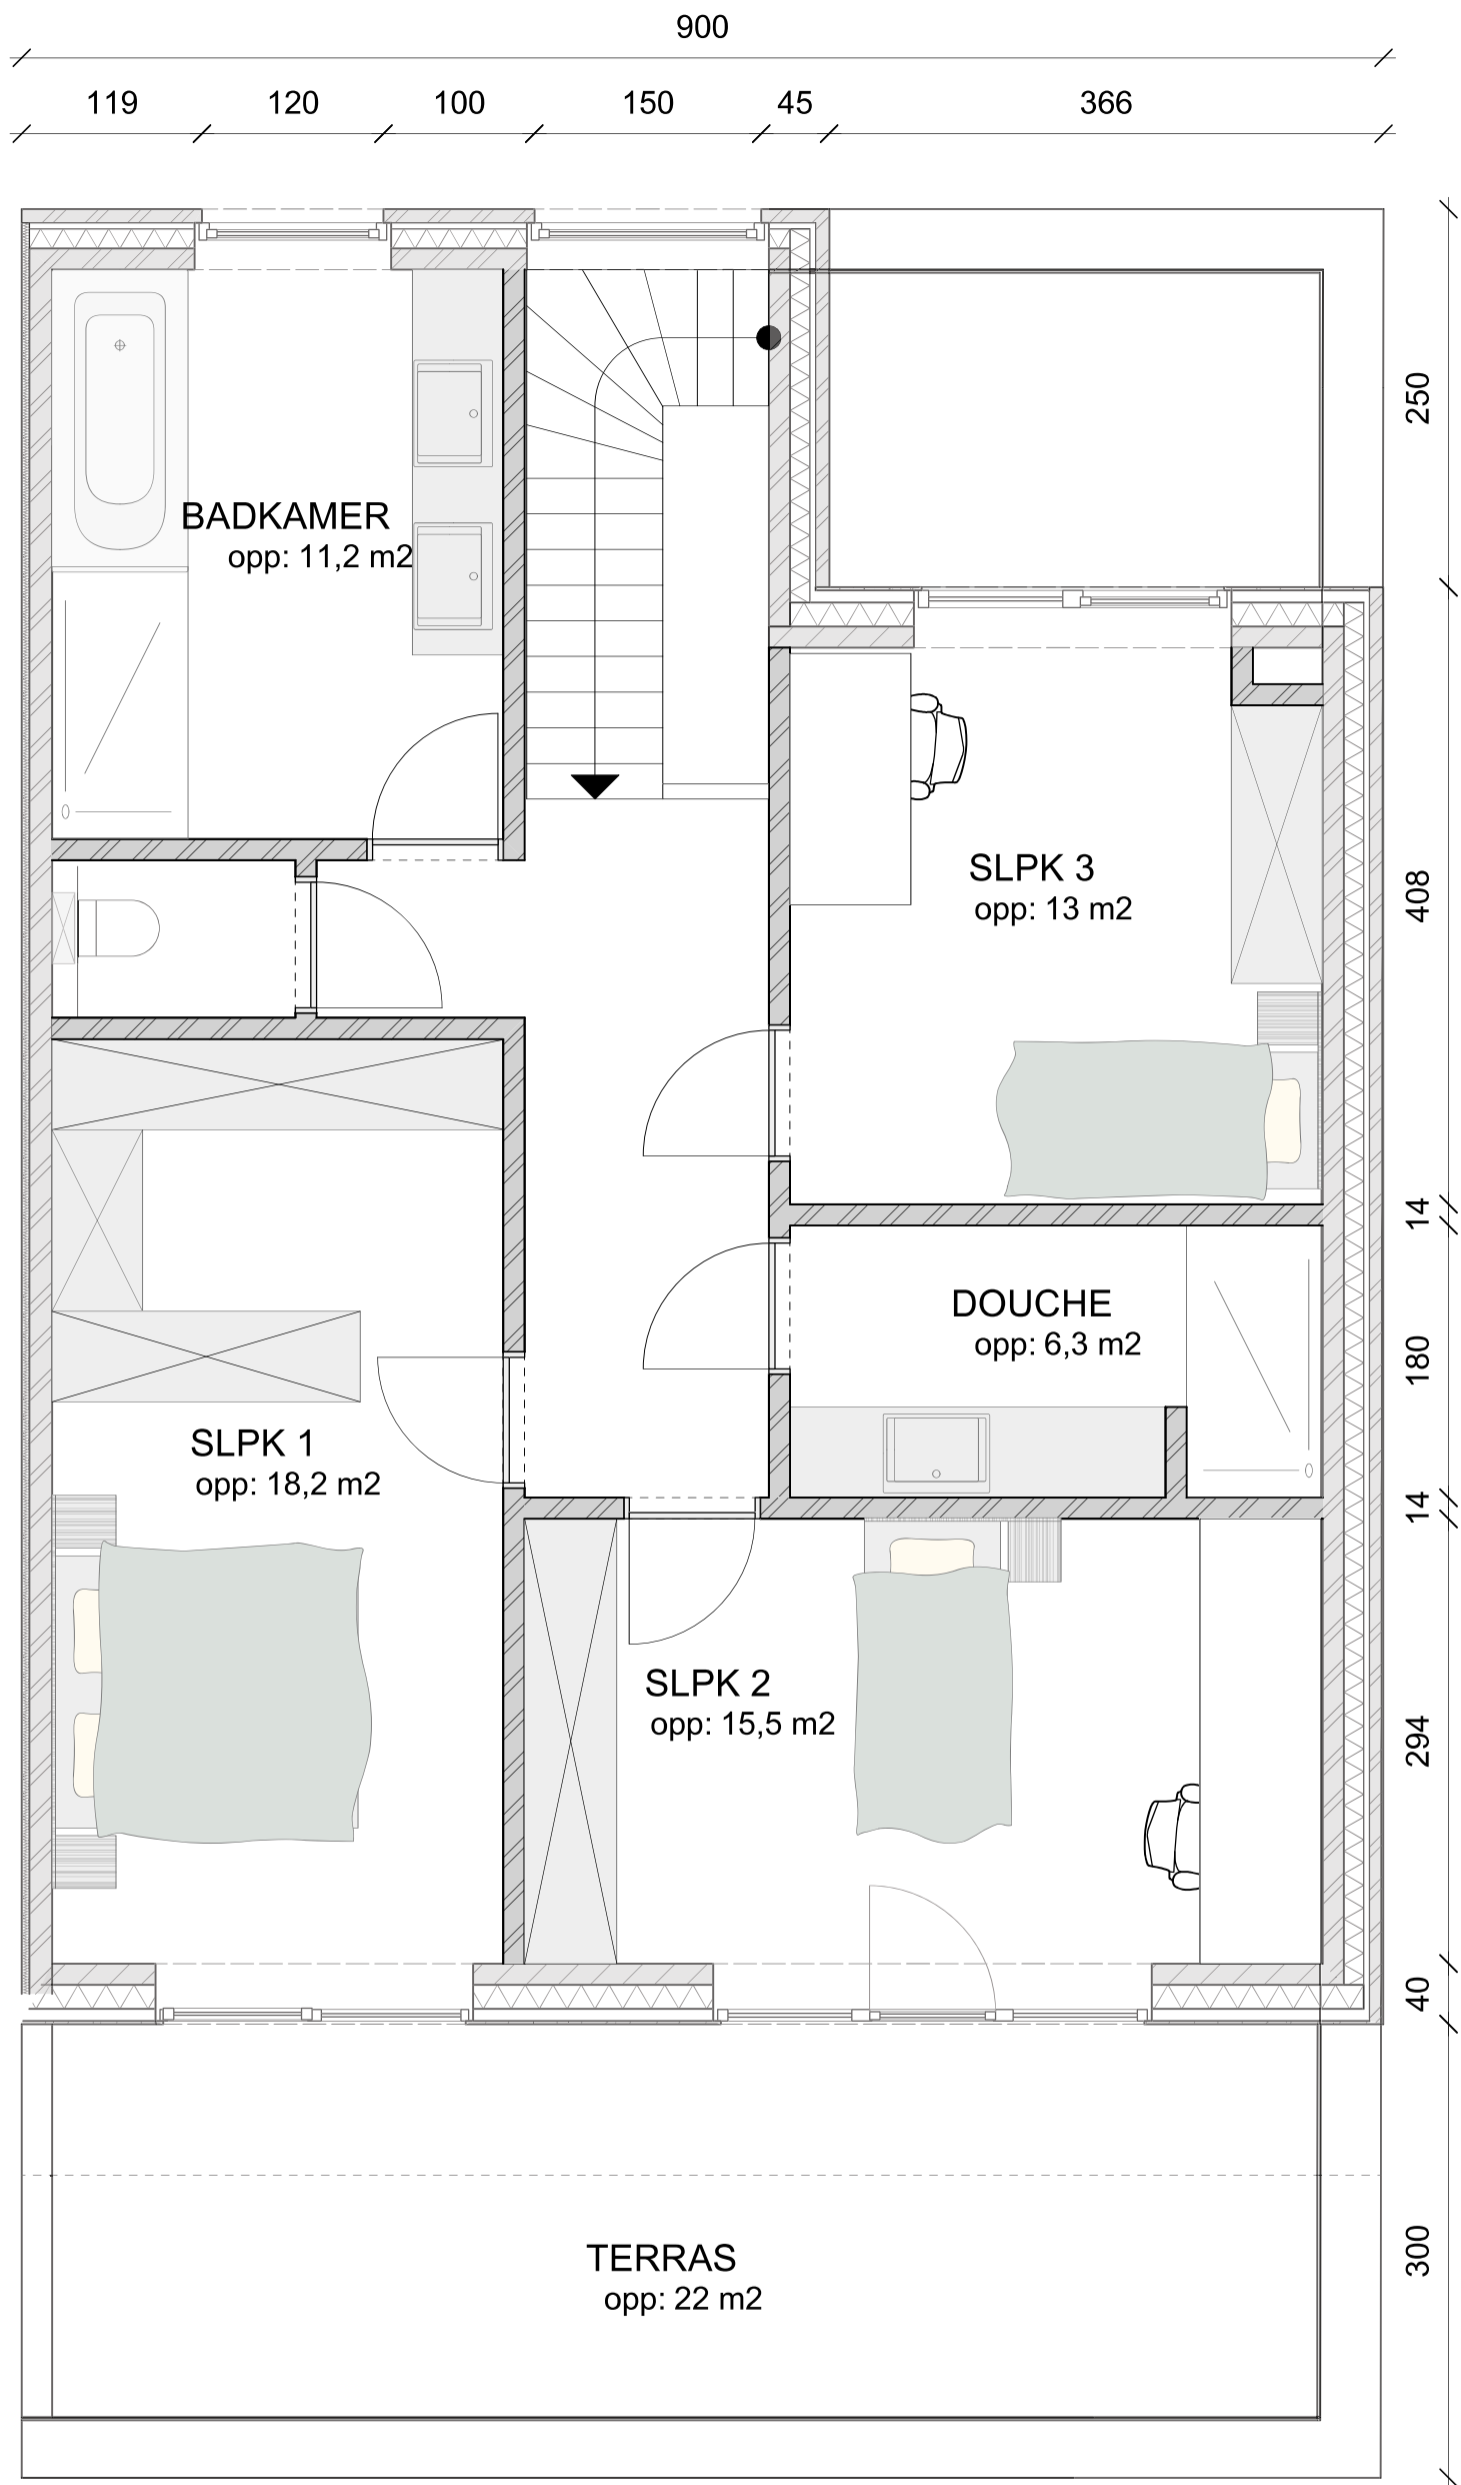 900
119 120 100 150 45 366
250
BADKAMER
opp: 11,2 m2
SLPK 3
opp: 13 m2
408
14
DOUCHE
opp: 6,3 m2
180
SLPK 1
opp: 18,2 m2
14
SLPK 2
opp: 15,5 m2
294
40
TERRAS
opp: 22 m2
300